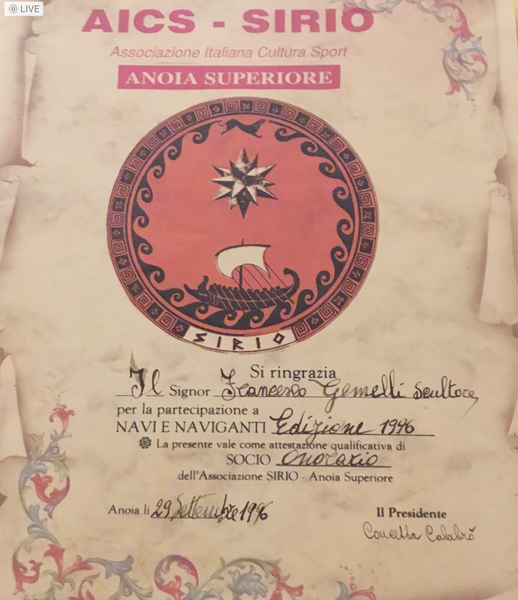 LIVE
AICS - SIRIO
Associazione Italiana Cultura Sport
ANOIA SUPERIORE
SIRIO
Si ringrazia
Il Signor Francesco Gemelli Scultore
per la partecipazione a
NAVI E NAVIGANTI Edizione 1996
La presente vale come attestazione qualificativa di
SOCIO Onorario
dell'Associazione SIRIO - Anoia Superiore
Anoia li 29 Settembre 1996
Il Presidente
Concetta Calabrò